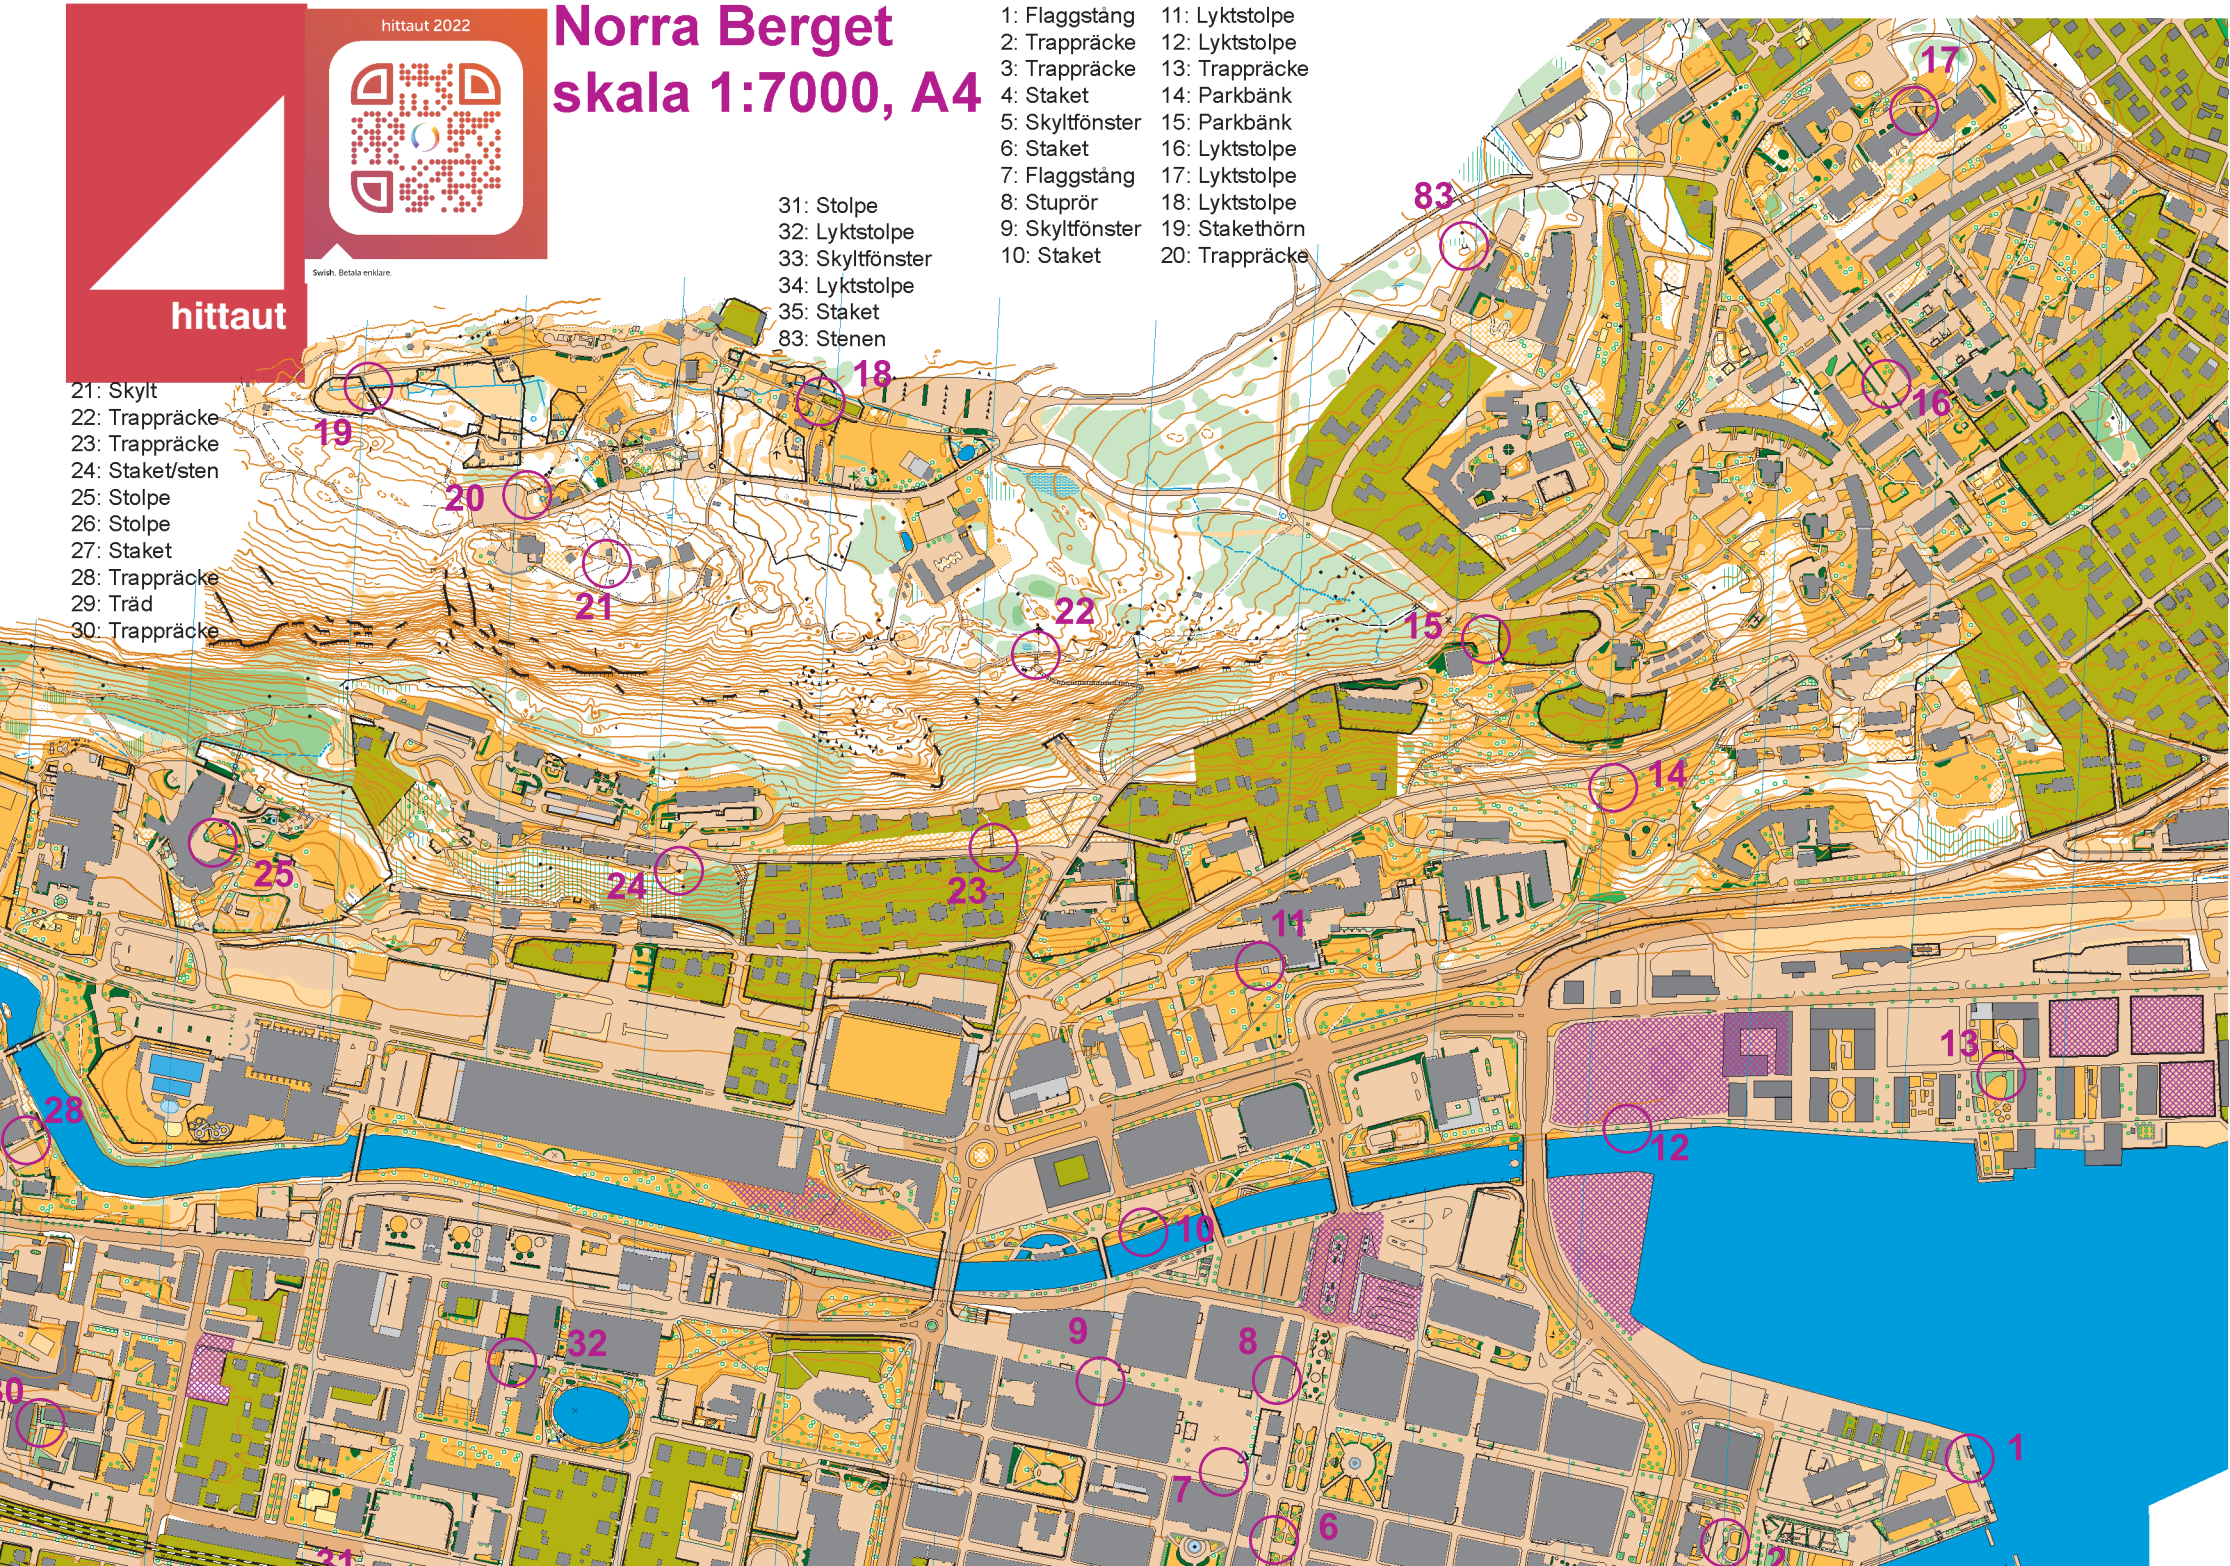 hittaut 2022
Swish. Betala enklare.
hittaut
Norra Berget
skala 1:7000, A4
1: Flaggstång
2: Trappräcke
3: Trappräcke
4: Staket
5: Skyltfönster
6: Staket
7: Flaggstång
8: Stuprör
9: Skyltfönster
10: Staket
11: Lyktstolpe
12: Lyktstolpe
13: Trappräcke
14: Parkbänk
15: Parkbänk
16: Lyktstolpe
17: Lyktstolpe
18: Lyktstolpe
19: Stakethörn
20: Trappräcke
31: Stolpe
32: Lyktstolpe
33: Skyltfönster
34: Lyktstolpe
35: Staket
83: Stenen
21: Skylt
22: Trappräcke
23: Trappräcke
24: Staket/sten
25: Stolpe
26: Stolpe
27: Staket
28: Trappräcke
29: Träd
30: Trappräcke
17
83
18
16
19
20
21
22
15
14
25
24
23
11
13
28
12
10
9
8
32
30
1
7
6
31
2